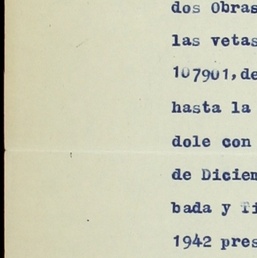 dos Obras
las vetas
107901,de
hasta la
dole con
de Diciem
bada y fi
1942 pres